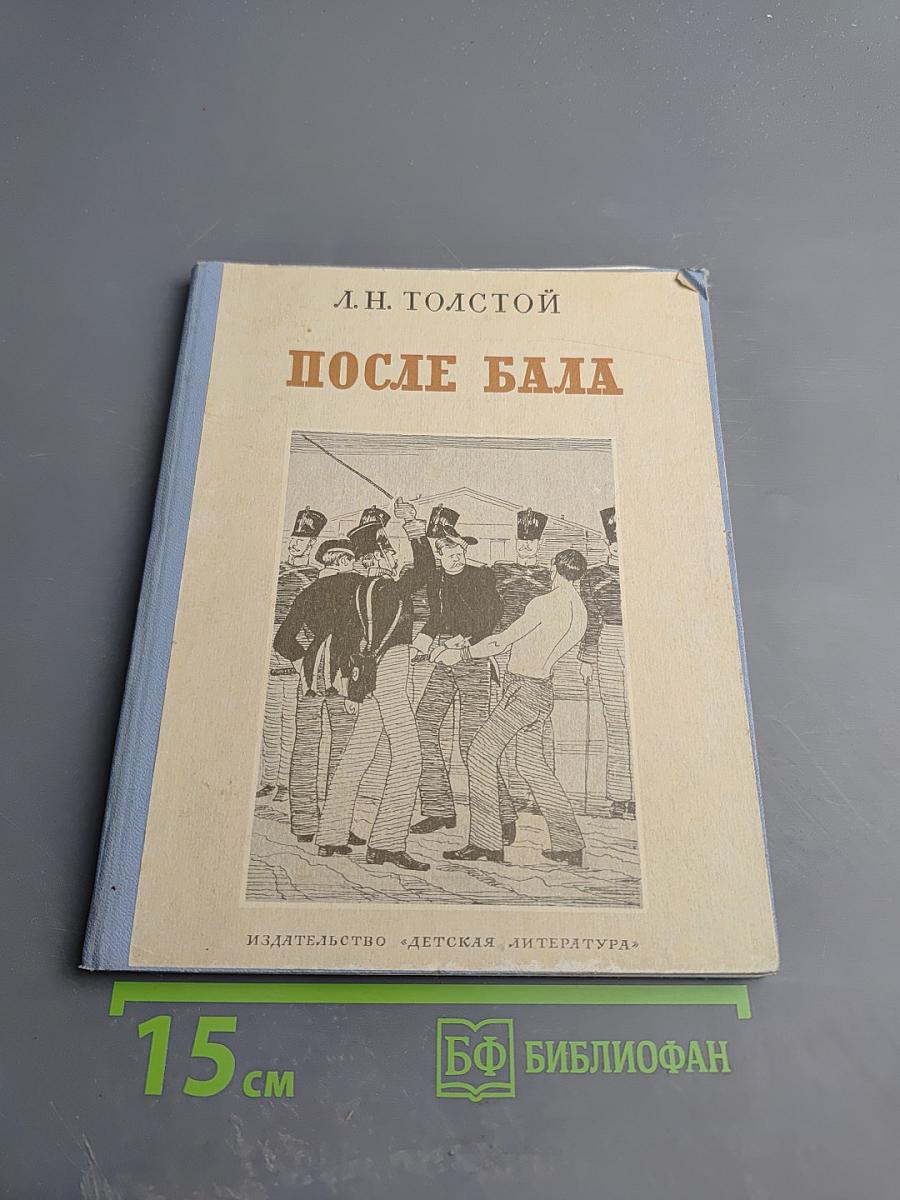 Л. Н. ТОЛСТОЙ
ПОСЛЕ БАЛА
ИЗДАТЕЛЬСТВО «ДЕТСКАЯ ЛИТЕРАТУРА»
15 см
БФ БИБЛИОФАН